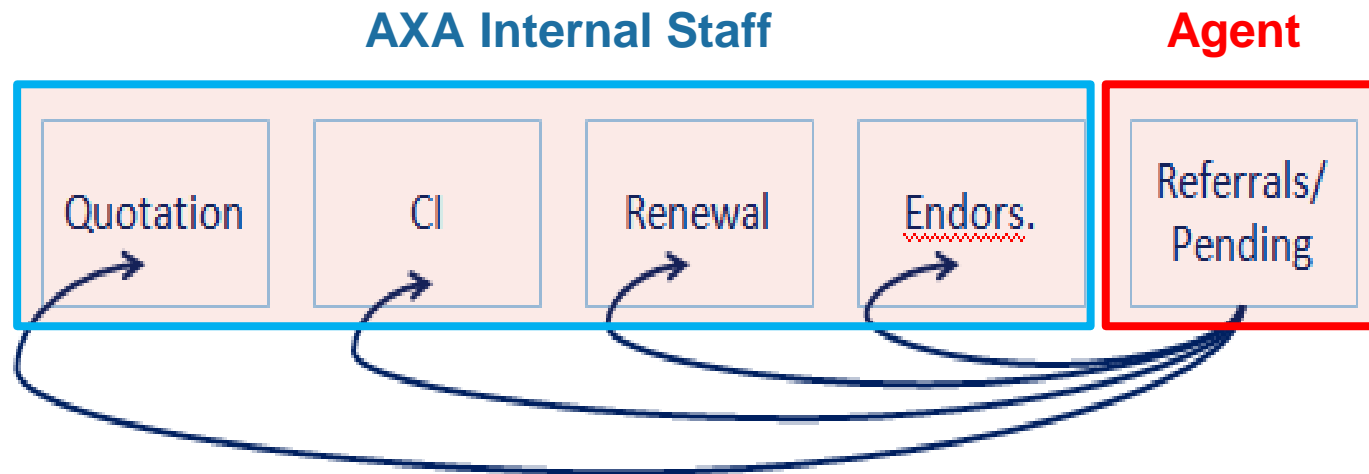 AXA Internal Staff
Agent
Quotation
CI
Renewal
Endors.
Referrals/
Pending